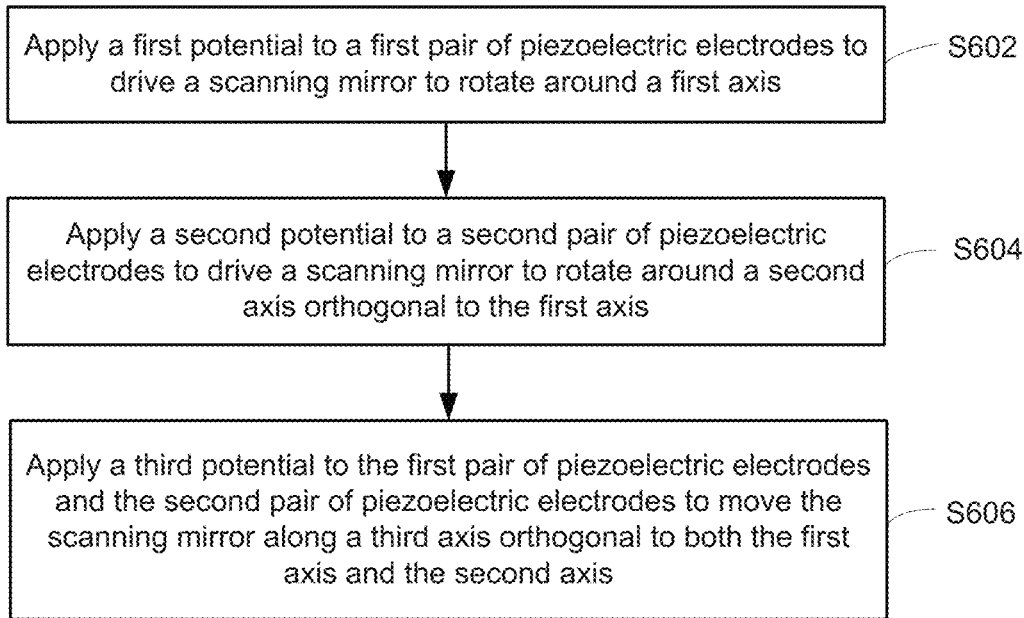 Apply a first potential to a first pair of piezoelectric electrodes to
drive a scanning mirror to rotate around a first axis
S602
Apply a second potential to a second pair of piezoelectric
electrodes to drive a scanning mirror to rotate around a second
axis orthogonal to the first axis
S604
Apply a third potential to the first pair of piezoelectric electrodes
and the second pair of piezoelectric electrodes to move the
scanning mirror along a third axis orthogonal to both the first
axis and the second axis
S606